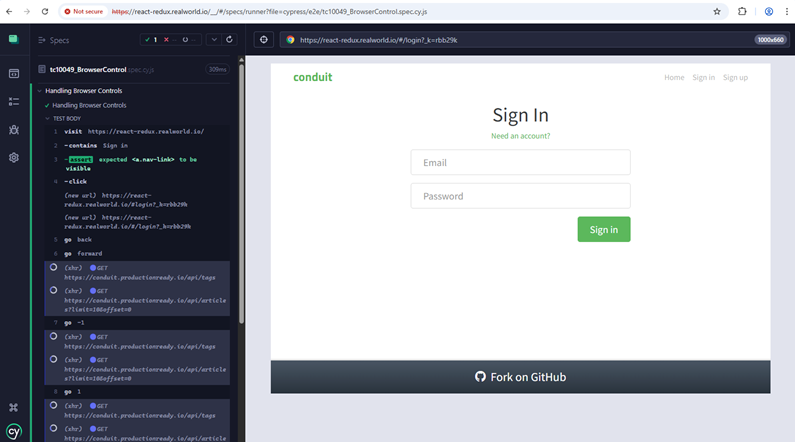 Not secure https://react-redux.realworld.io/__/#/specs/runner?file=cypress/e2e/tc10049_BrowserControl.spec.cy.js
Specs
1 -- --
https://react-redux.realworld.io/#/login?_k=rbb29k
1000x660
tc10049_BrowserControl.spec.cy.js
309ms
Handling Browser Controls
Handling Browser Controls
TEST BODY
1 visit https://react-redux.realworld.io/
2 -contains Sign in
3 -assert expected <a.nav-link> to be
visible
4 -click
(new url) https://react-
redux.realworld.io/#login?_k=rbb29k
(new url) https://react-
redux.realworld.io/#/login?_k=rbb29k
5 go back
6 go forward
(xhr) GET
https://conduit.productionready.io/api/tags
(xhr) GET
https://conduit.productionready.io/api/article
s?limit=10&offset=0
7 go -1
(xhr) GET
https://conduit.productionready.io/api/tags
(xhr) GET
https://conduit.productionready.io/api/article
s?limit=10&offset=0
8 go 1
(xhr) GET
https://conduit.productionready.io/api/tags
(xhr) GET
https://conduit.productionready.io/api/article
cy
conduit
Home Sign in Sign up
Sign In
Need an account?
Email
Password
Sign in
Fork on GitHub